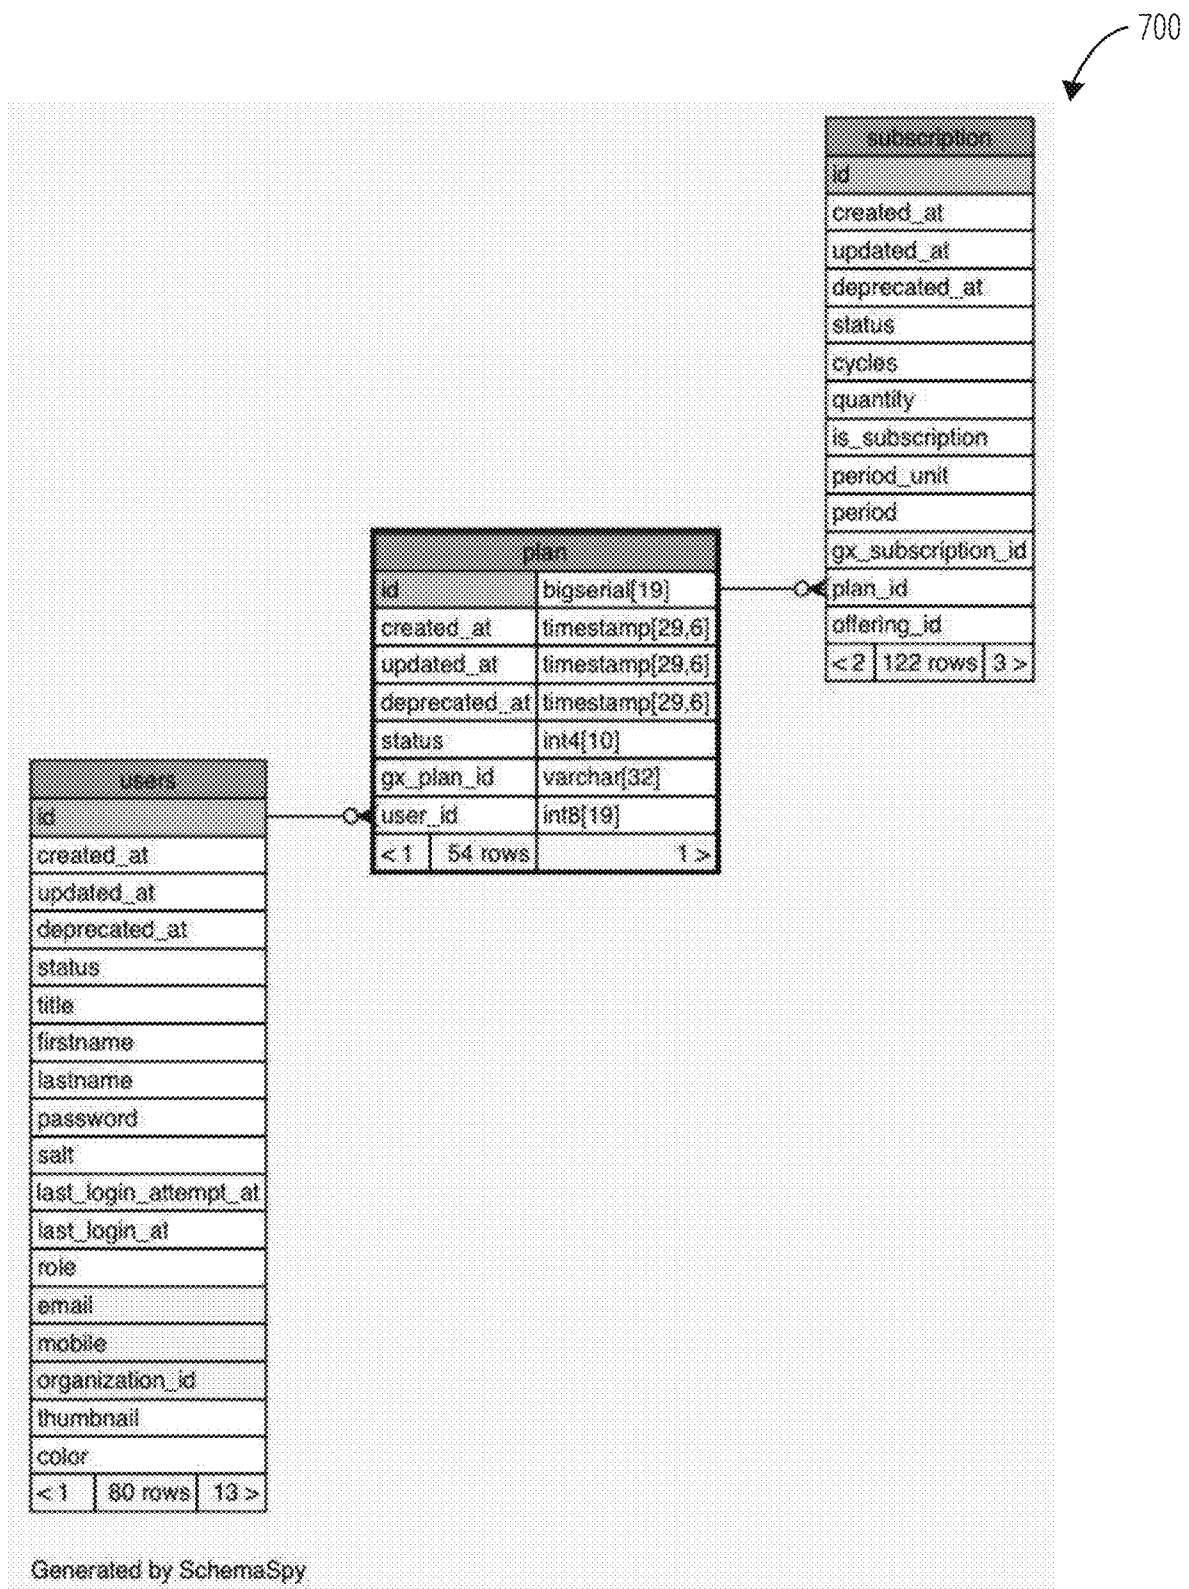 700
subscription
id
created_at
updated_at
deprecated_at
status
cycles
quantity
is_subscription
period_unit
period
gx_subscription_id
plan_id
offering_id
< 2 122 rows 3 >
plan
id bigserial[19]
created_at timestamp[29,6]
updated_at timestamp[29,6]
deprecated_at timestamp[29,6]
status int4[10]
gx_plan_id varchar[32]
user_id int8[19]
< 1 54 rows 1 >
users
id
created_at
updated_at
deprecated_at
status
title
firstname
lastname
password
salt
last_login_attempt_at
last_login_at
role
email
mobile
organization_id
thumbnail
color
< 1 60 rows 13 >
Generated by SchemaSpy